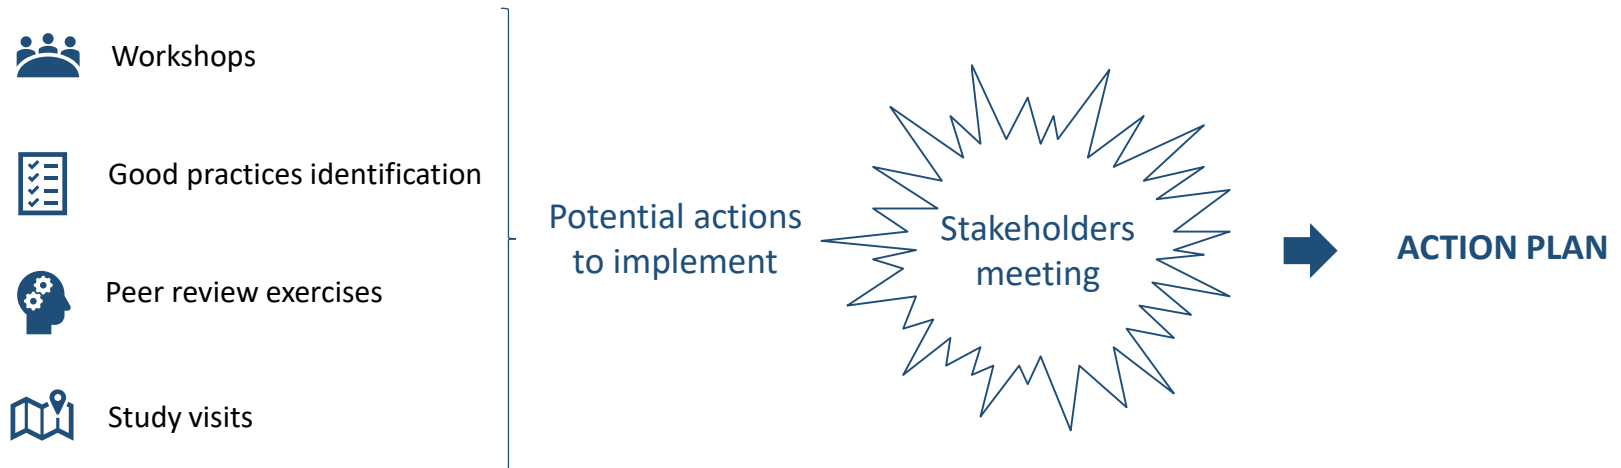 Workshops
Good practices identification
Peer review exercises
Study visits
Potential actions
to implement
Stakeholders
meeting
ACTION PLAN